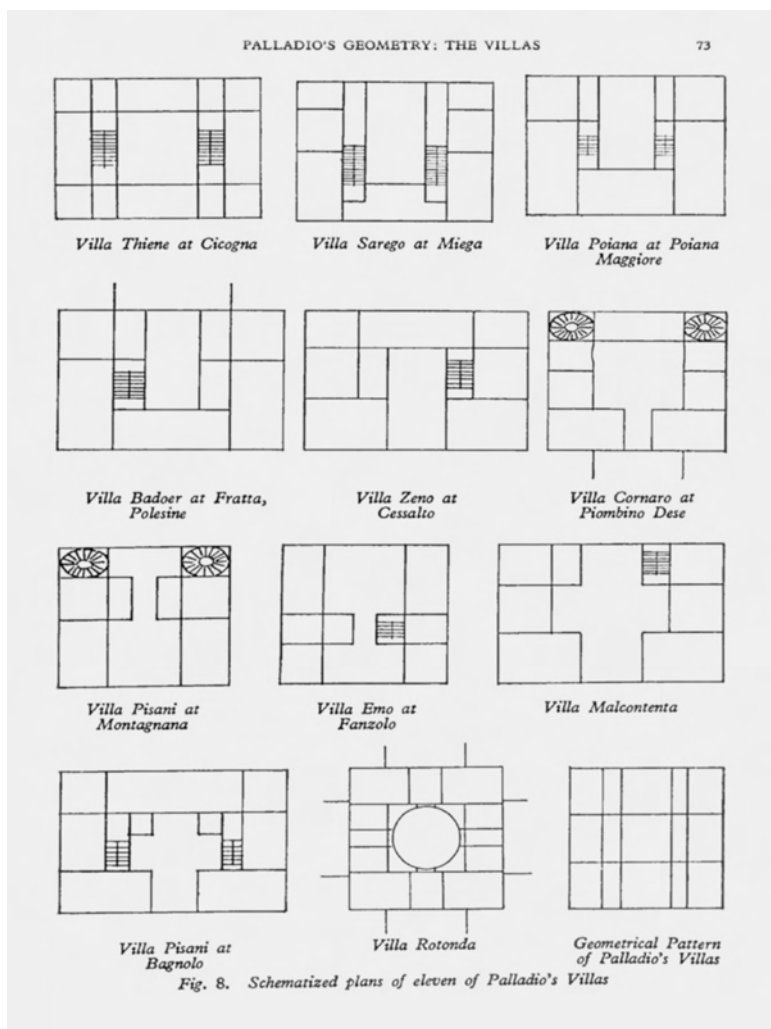 PALLADIO'S GEOMETRY: THE VILLAS 73
Villa Thiene at Cicogna
Villa Sarego at Miega
Villa Poiana at Poiana
Maggiore
Villa Badoer at Fratta,
Polesine
Villa Zeno at
Cessalto
Villa Cornaro at
Piombino Dese
Villa Pisani at
Montagnana
Villa Emo at
Fanzolo
Villa Malcontenta
Villa Pisani at
Bagnolo
Villa Rotonda
Geometrical Pattern
of Palladio's Villas
Fig. 8. Schematized plans of eleven of Palladio's Villas